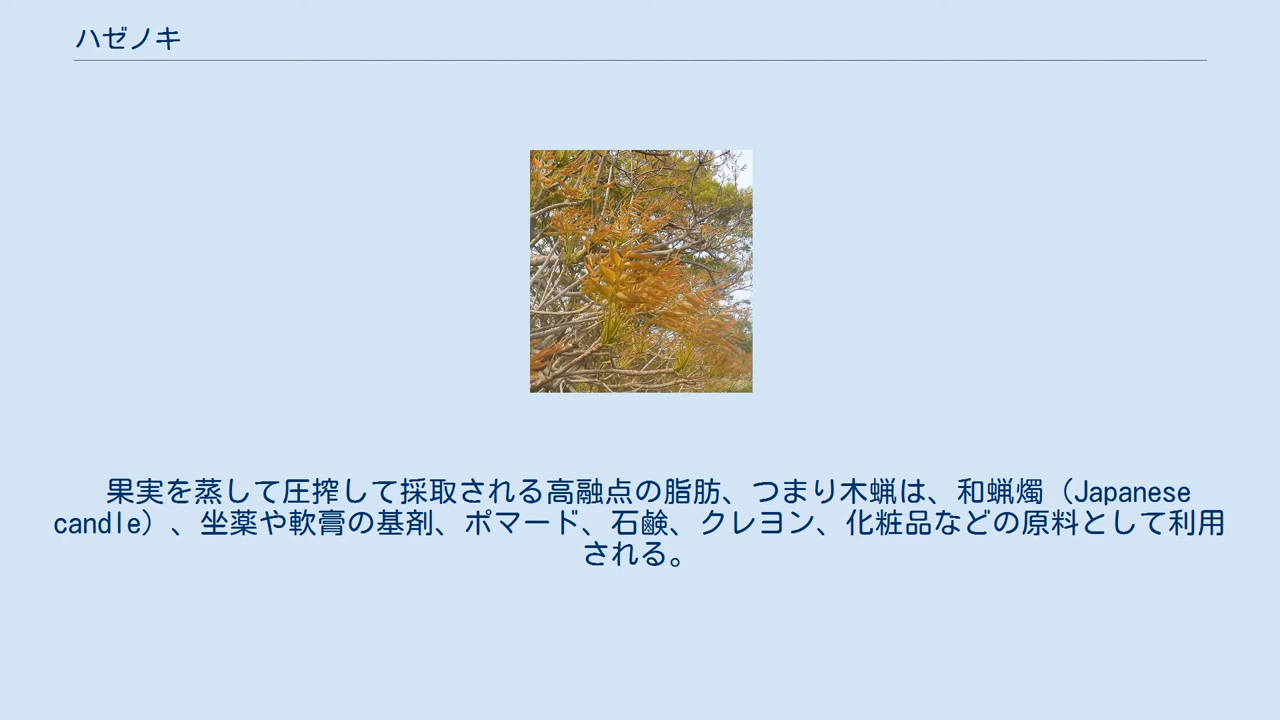 ハゼノキ
果実を蒸して圧搾して採取される高融点の脂肪、つまり木蝋は、和蝋燭（Japanese
candle）、坐薬や軟膏の基剤、ポマード、石鹸、クレヨン、化粧品などの原料として利用
される。